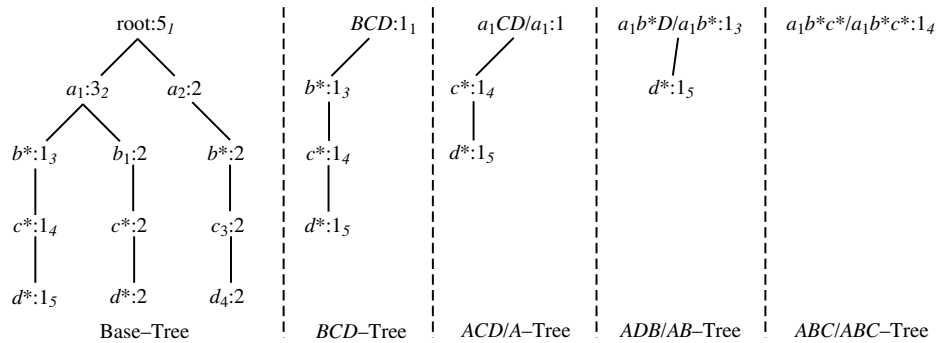 root:5₁ BCD:1₁ a₁CD/a₁:1 a₁b*D/a₁b*:1₃ a₁b*c*/a₁b*c*:1₄
a₁:3₂ a₂:2 b*:1₃ c*:1₄ d*:1₅
b*:1₃ b₁:2 b*:2 c*:1₄ d*:1₅
c*:1₄ c*:2 c₃:2 d*:1₅
d*:1₅ d*:2 d₄:2
Base–Tree BCD–Tree ACD/A–Tree ADB/AB–Tree ABC/ABC–Tree